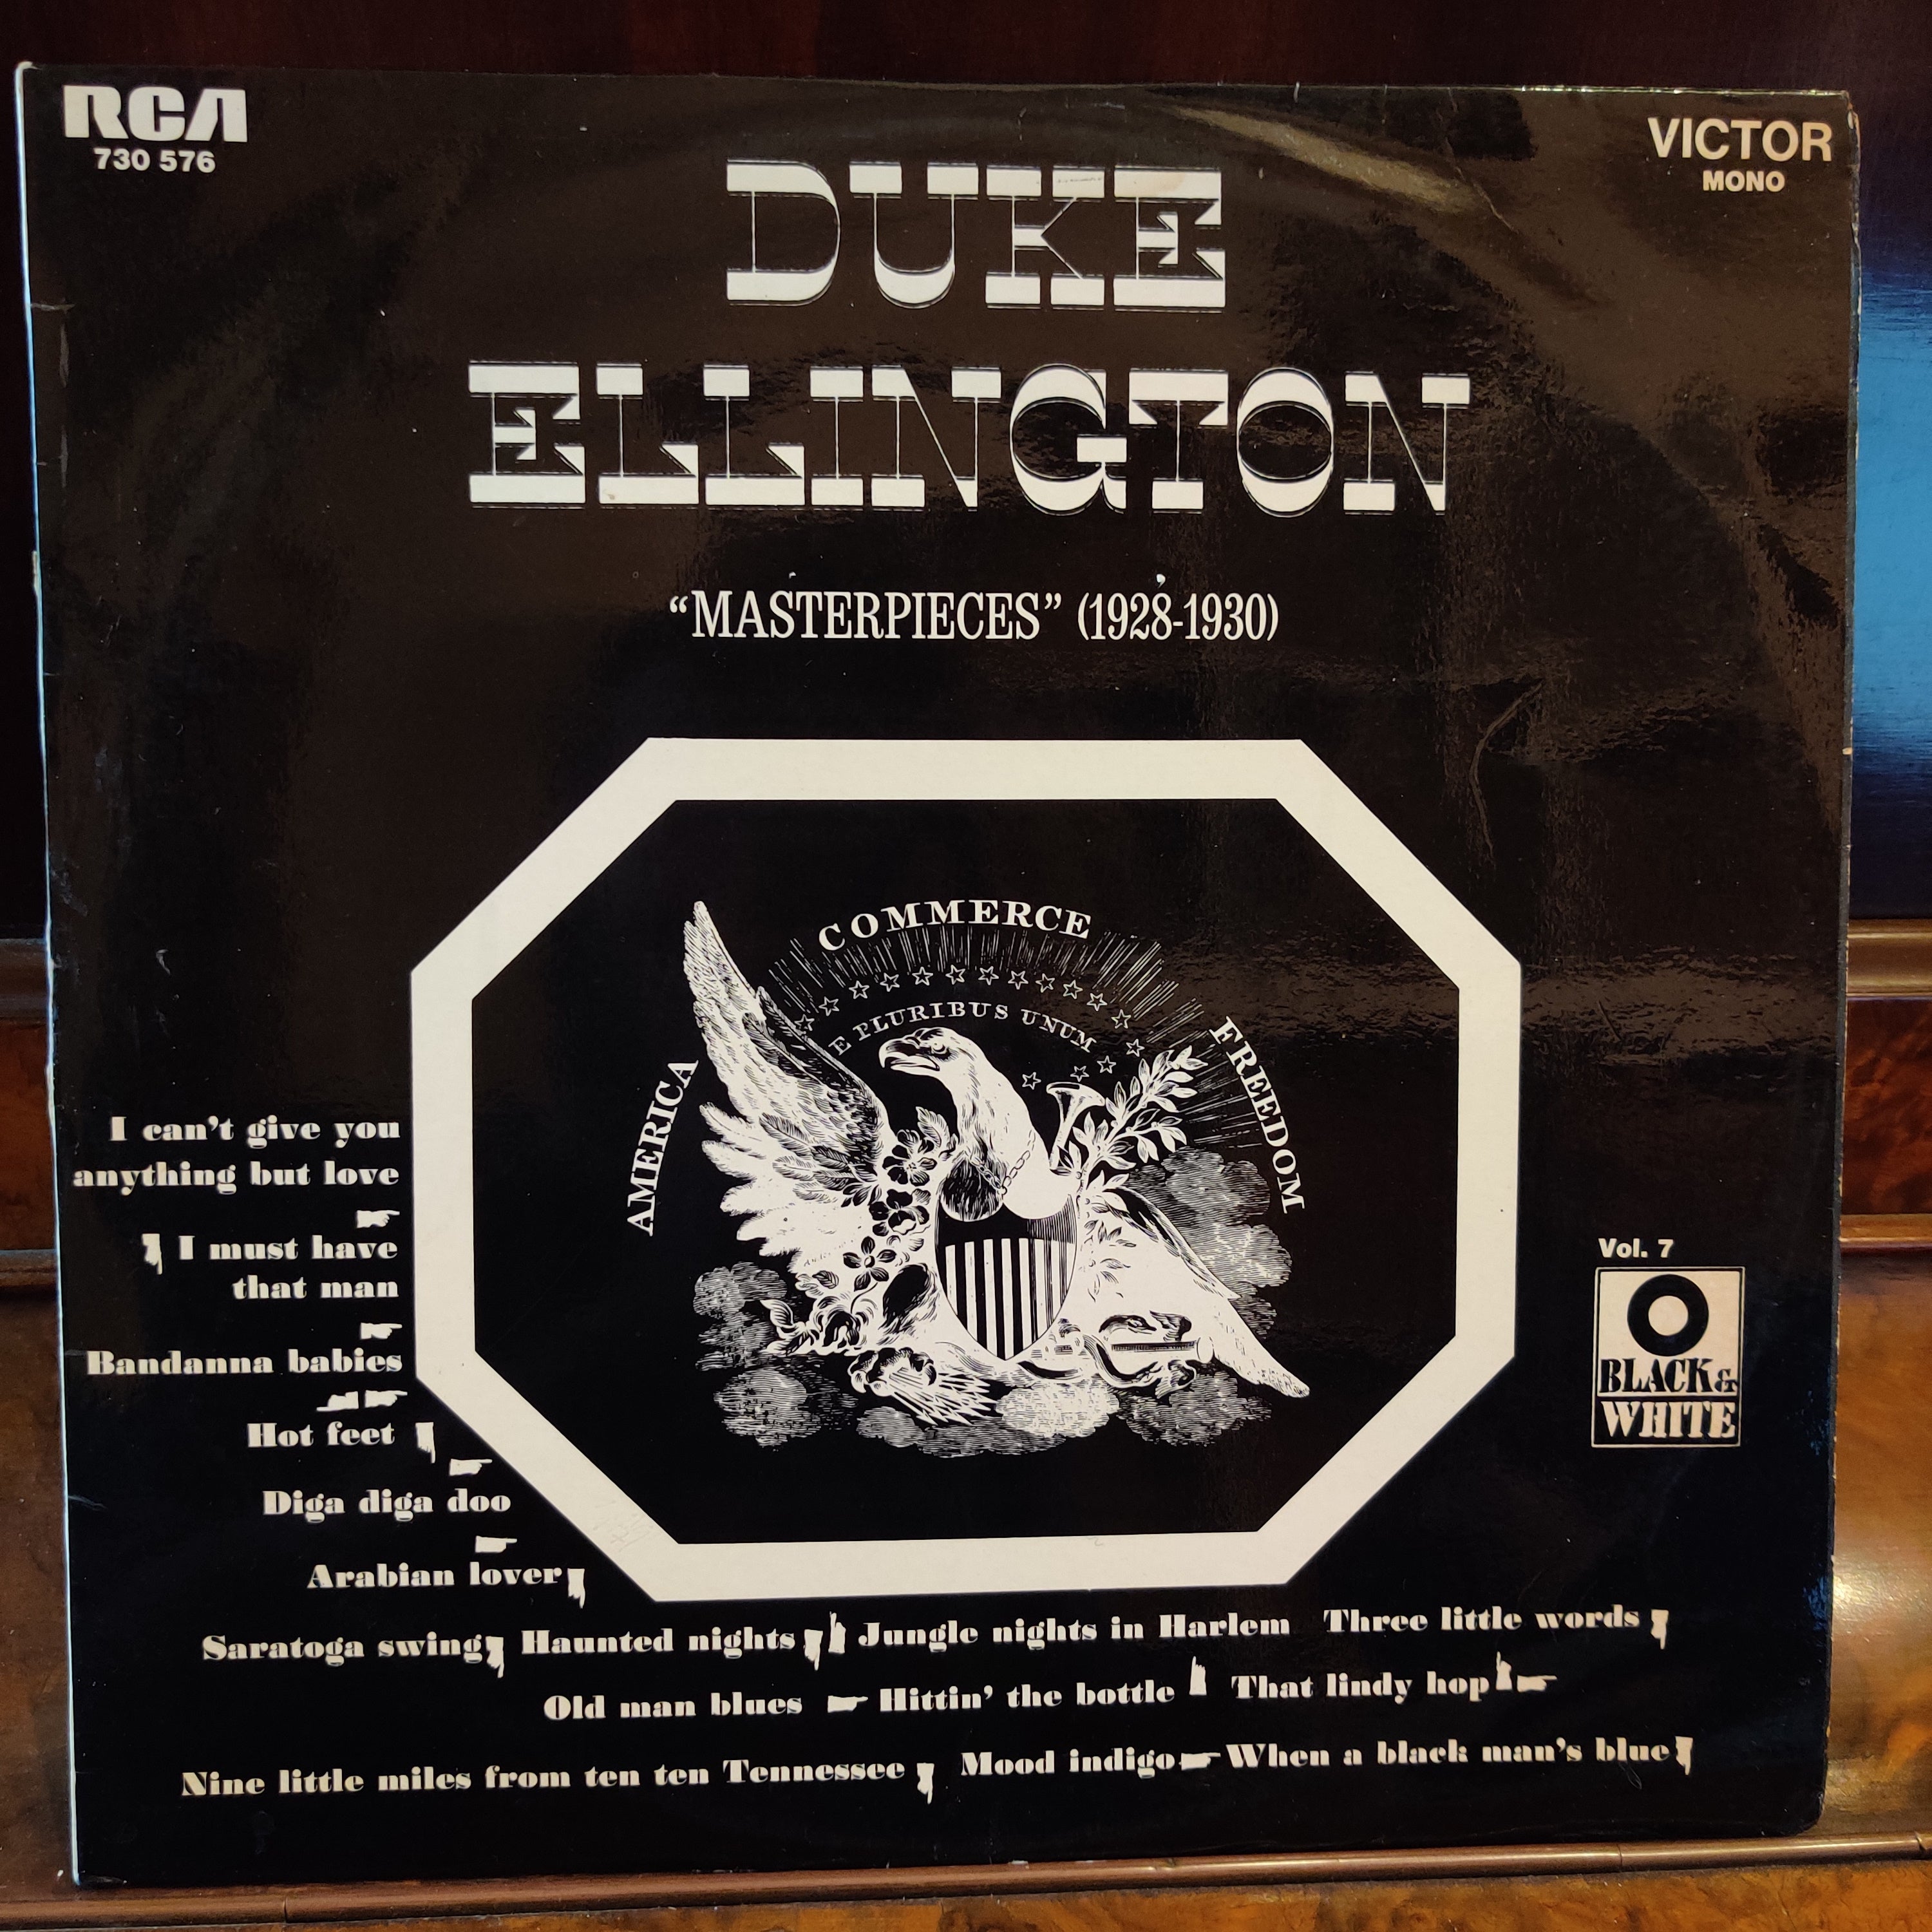 RCA
730 576
VICTOR
MONO
DUKE
ELLINGTON
“MASTERPIECES” (1928-1930)
COMMERCE
E PLURIBUS UNUM
AMERICA
FREEDOM
I can't give you
anything but love
I must have
that man
Bandanna babies
Hot feet
Diga diga doo
Arabian lover
Vol. 7
BLACK&
WHITE
Saratoga swing Haunted nights Jungle nights in Harlem Three little words
Old man blues Hittin' the bottle That lindy hop
Nine little miles from ten ten Tennessee Mood indigo When a black man's blue